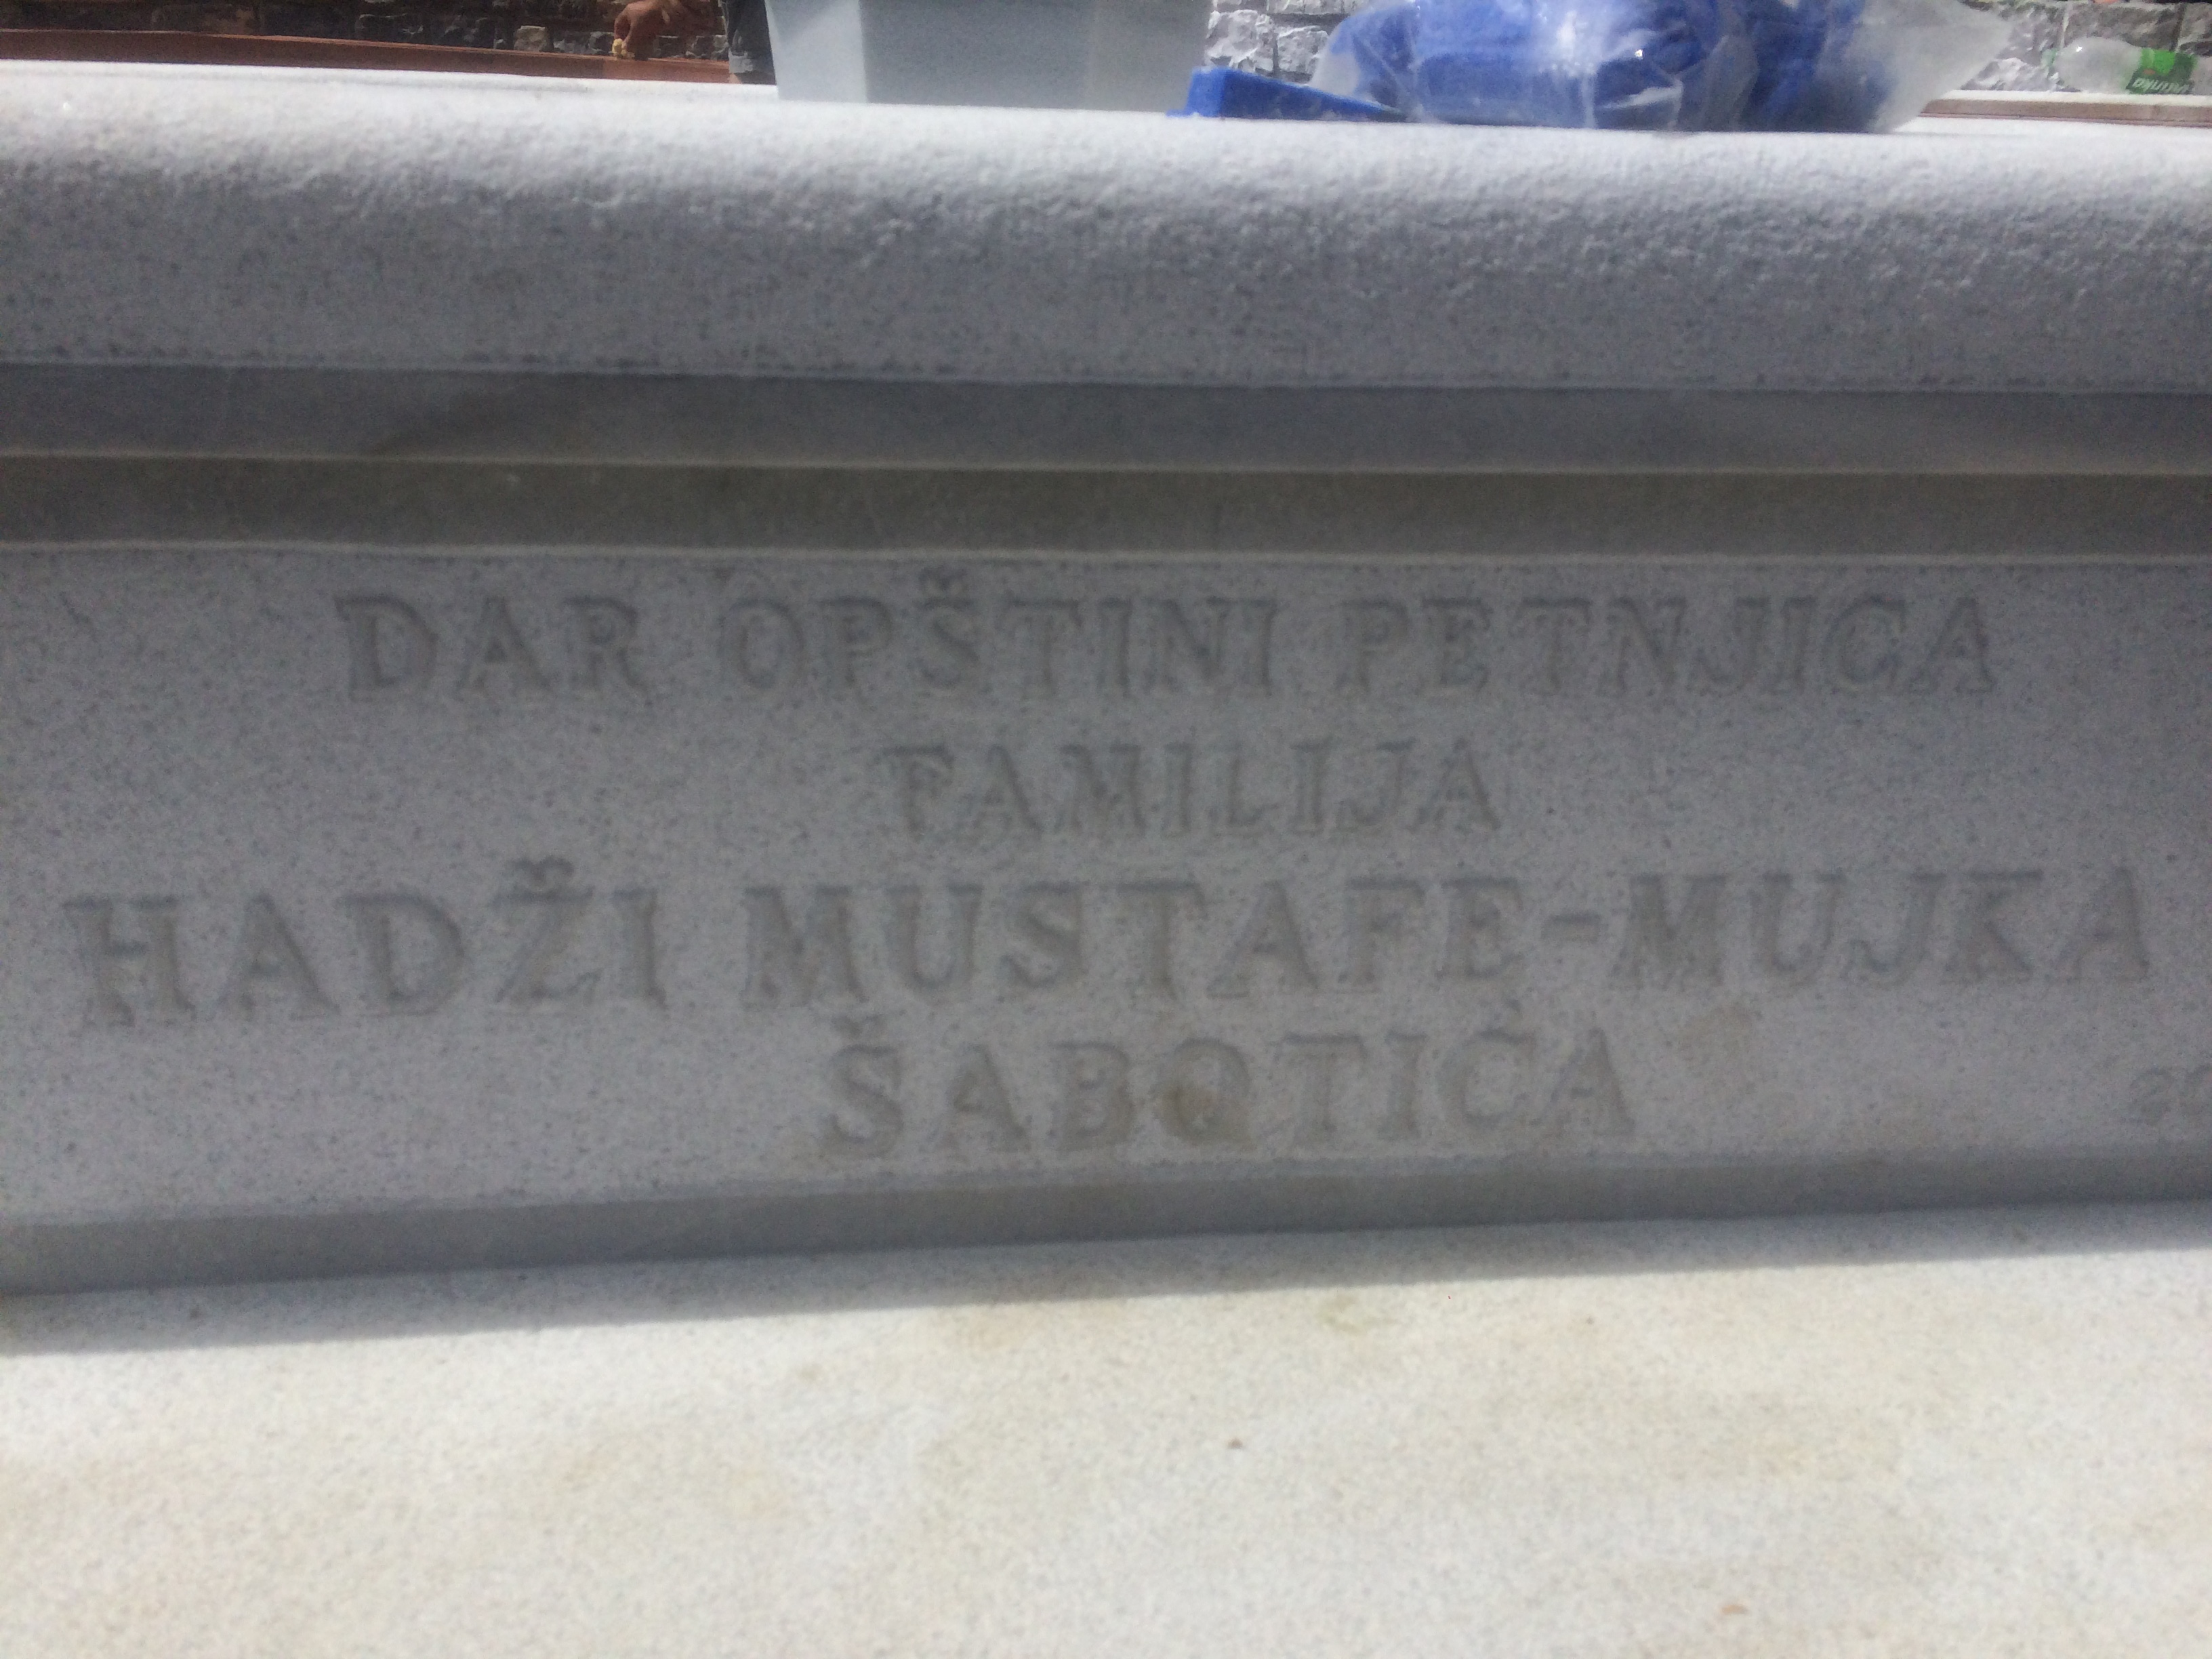 DAR OPŠTINI PETNJICA
FAMILIJA
HADŽI MUSTAFE-MUJKA
ŠABOTIĆA